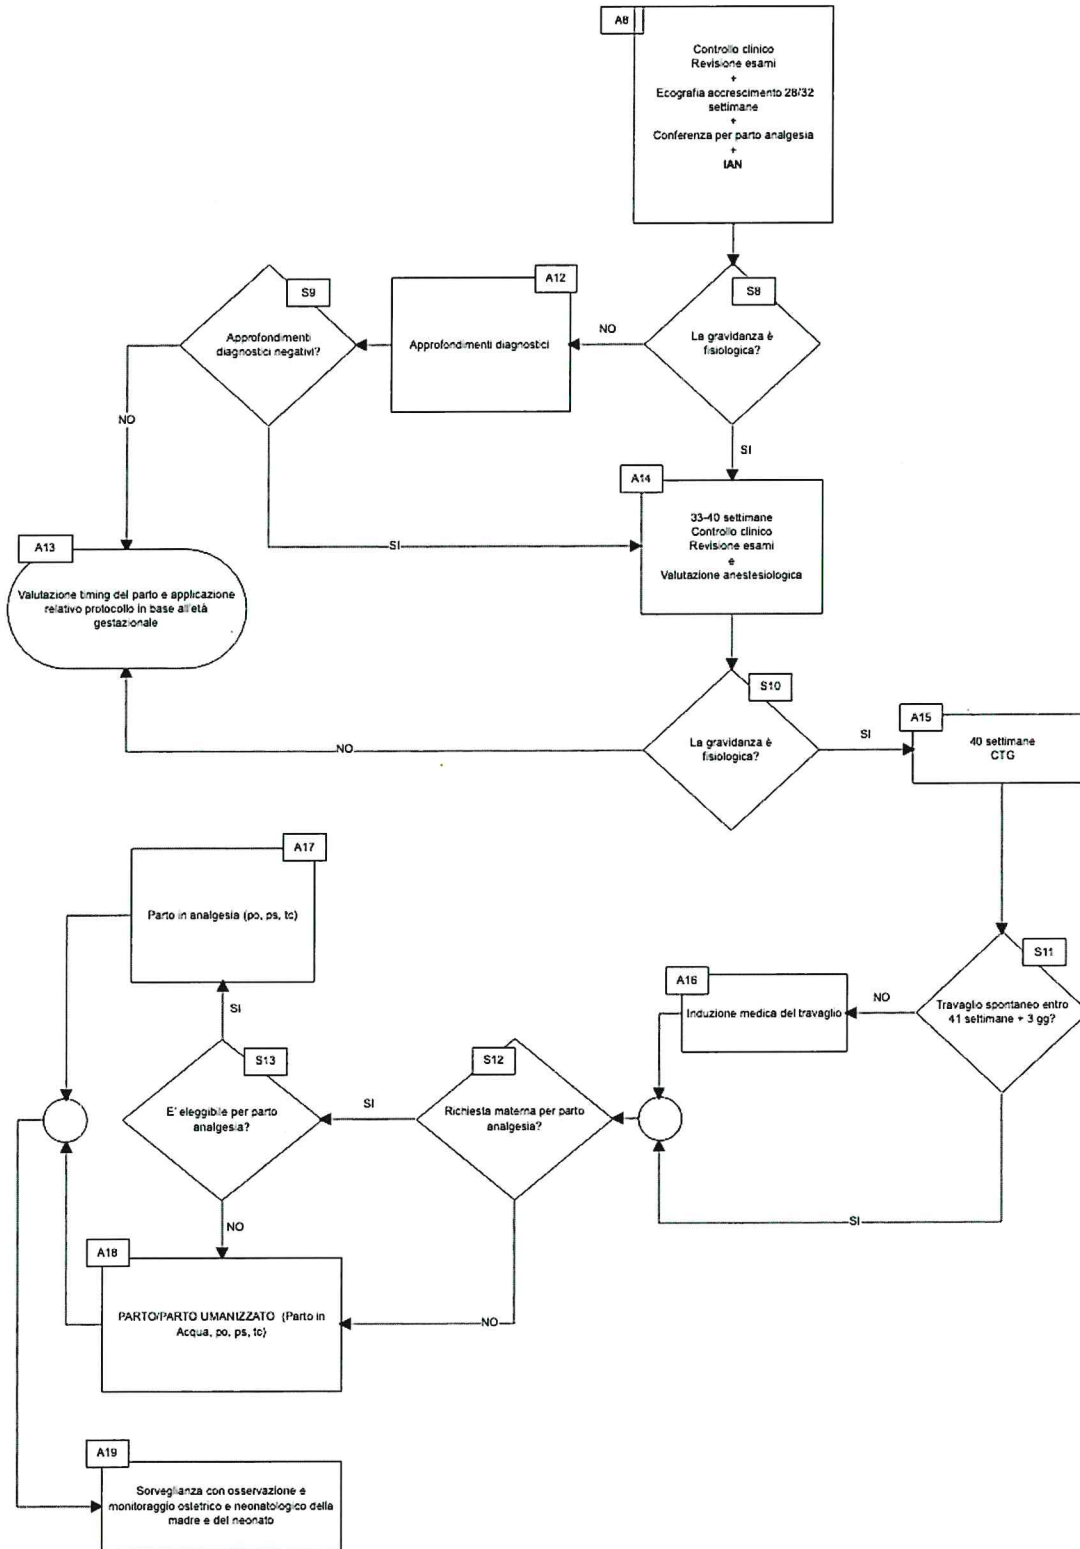 A8
Controllo clinico
Revisione esami
+
Ecografia accrescimento 28/32
settimane
+
Conferenza per parto analgesia
+
IAN
S8
La gravidanza è
fisiologica?
NO
A12
Approfondimenti diagnostici
S9
Approfondimenti
diagnostici negativi?
NO
SI
SI
A14
33-40 settimane
Controllo clinico
Revisione esami
e
Valutazione anestesiologica
A13
Valutazione timing del parto e applicazione
relativo protocollo in base all'età
gestazionale
S10
La gravidanza è
fisiologica?
NO
SI
A15
40 settimane
CTG
S11
Travaglio spontaneo entro
41 settimane + 3 gg?
NO
SI
A16
Induzione medica del travaglio
S12
Richiesta materna per parto
analgesia?
SI
NO
S13
E' eleggibile per parto
analgesia?
SI
NO
A17
Parto in analgesia (po, ps, tc)
A18
PARTO/PARTO UMANIZZATO (Parto in
Acqua, po, ps, tc)
A19
Sorveglianza con osservazione e
monitoraggio ostetrico e neonatologico della
madre e del neonato